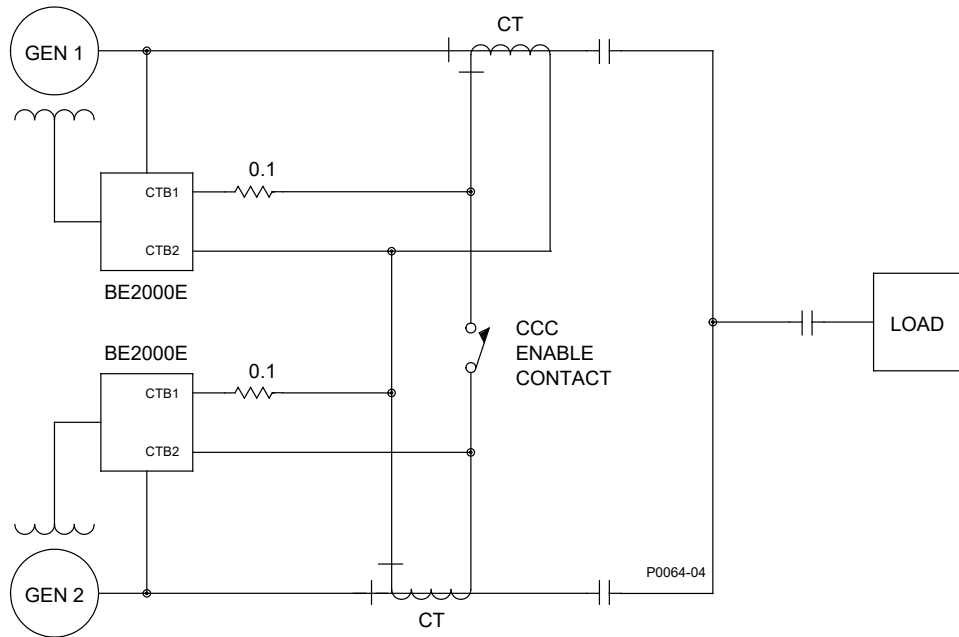 CT
GEN 1
0.1
CTB1
CTB2
BE2000E
CCC
ENABLE
CONTACT
LOAD
BE2000E
0.1
CTB1
CTB2
P0064-04
GEN 2
CT